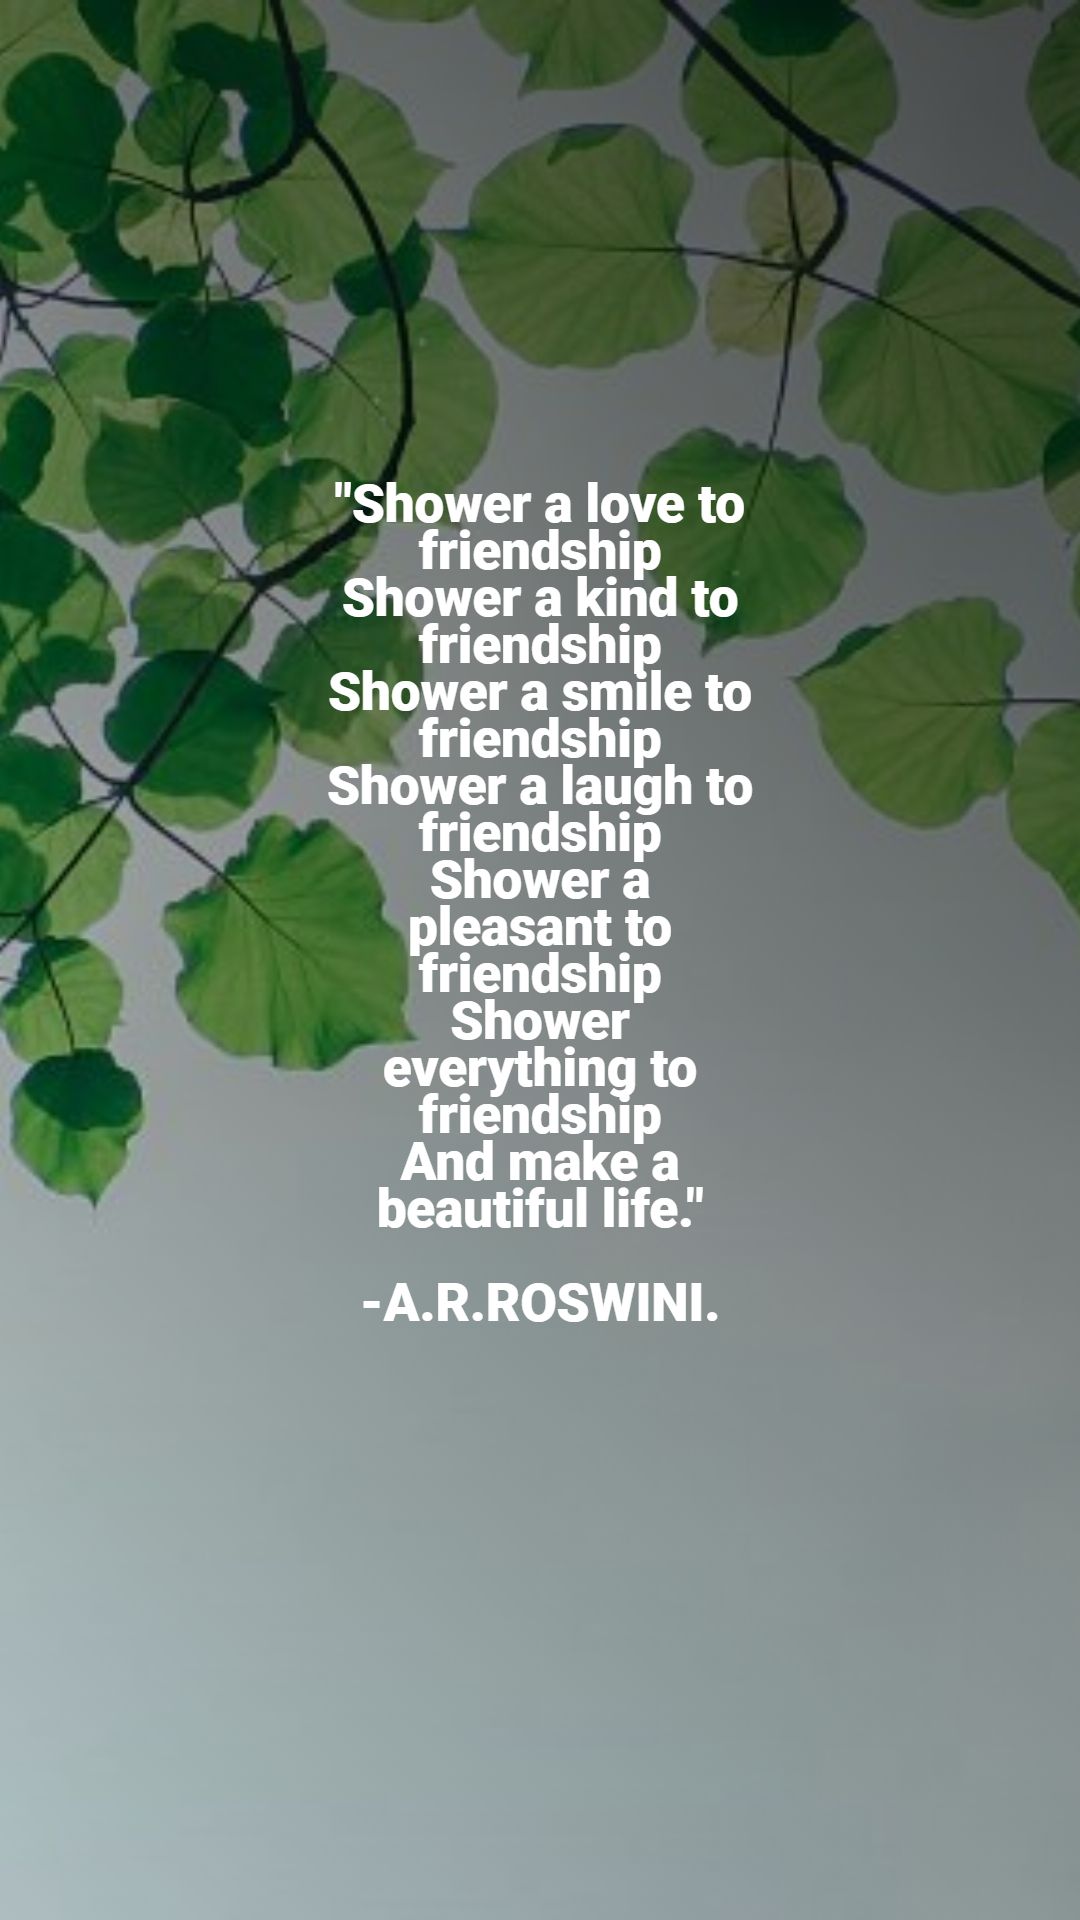 "Shower a love to
friendship
Shower a kind to
friendship
Shower a smile to
friendship
Shower a laugh to
friendship
Shower a
pleasant to
friendship
Shower
everything to
friendship
And make a
beautiful life."
-A.R.ROSWINI.